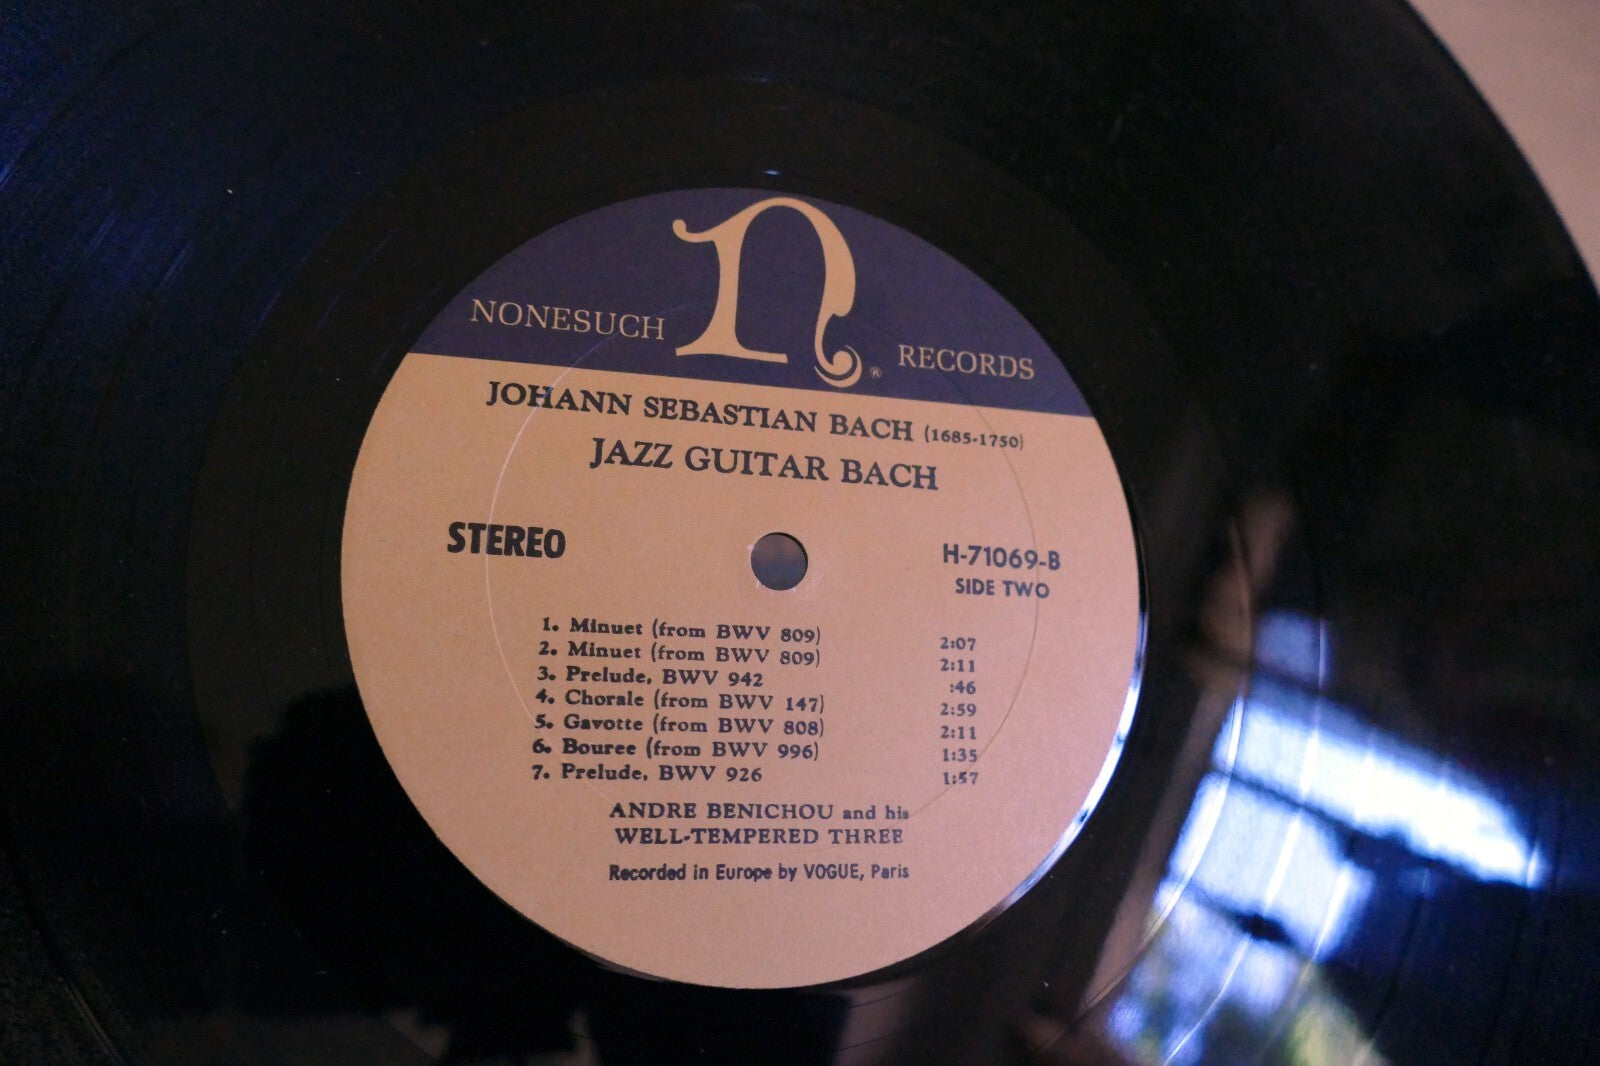 n
NONESUCH RECORDS ®
JOHANN SEBASTIAN BACH (1685-1750)
JAZZ GUITAR BACH
STEREO
H-71069-B
SIDE TWO
1. Minuet (from BWV 809) 2:07
2. Minuet (from BWV 809) 2:11
3. Prelude, BWV 942 :46
4. Chorale (from BWV 147) 2:59
5. Gavotte (from BWV 808) 2:11
6. Bouree (from BWV 996) 1:35
7. Prelude, BWV 926 1:57
ANDRE BENICHOU and his
WELL-TEMPERED THREE
Recorded in Europe by VOGUE, Paris